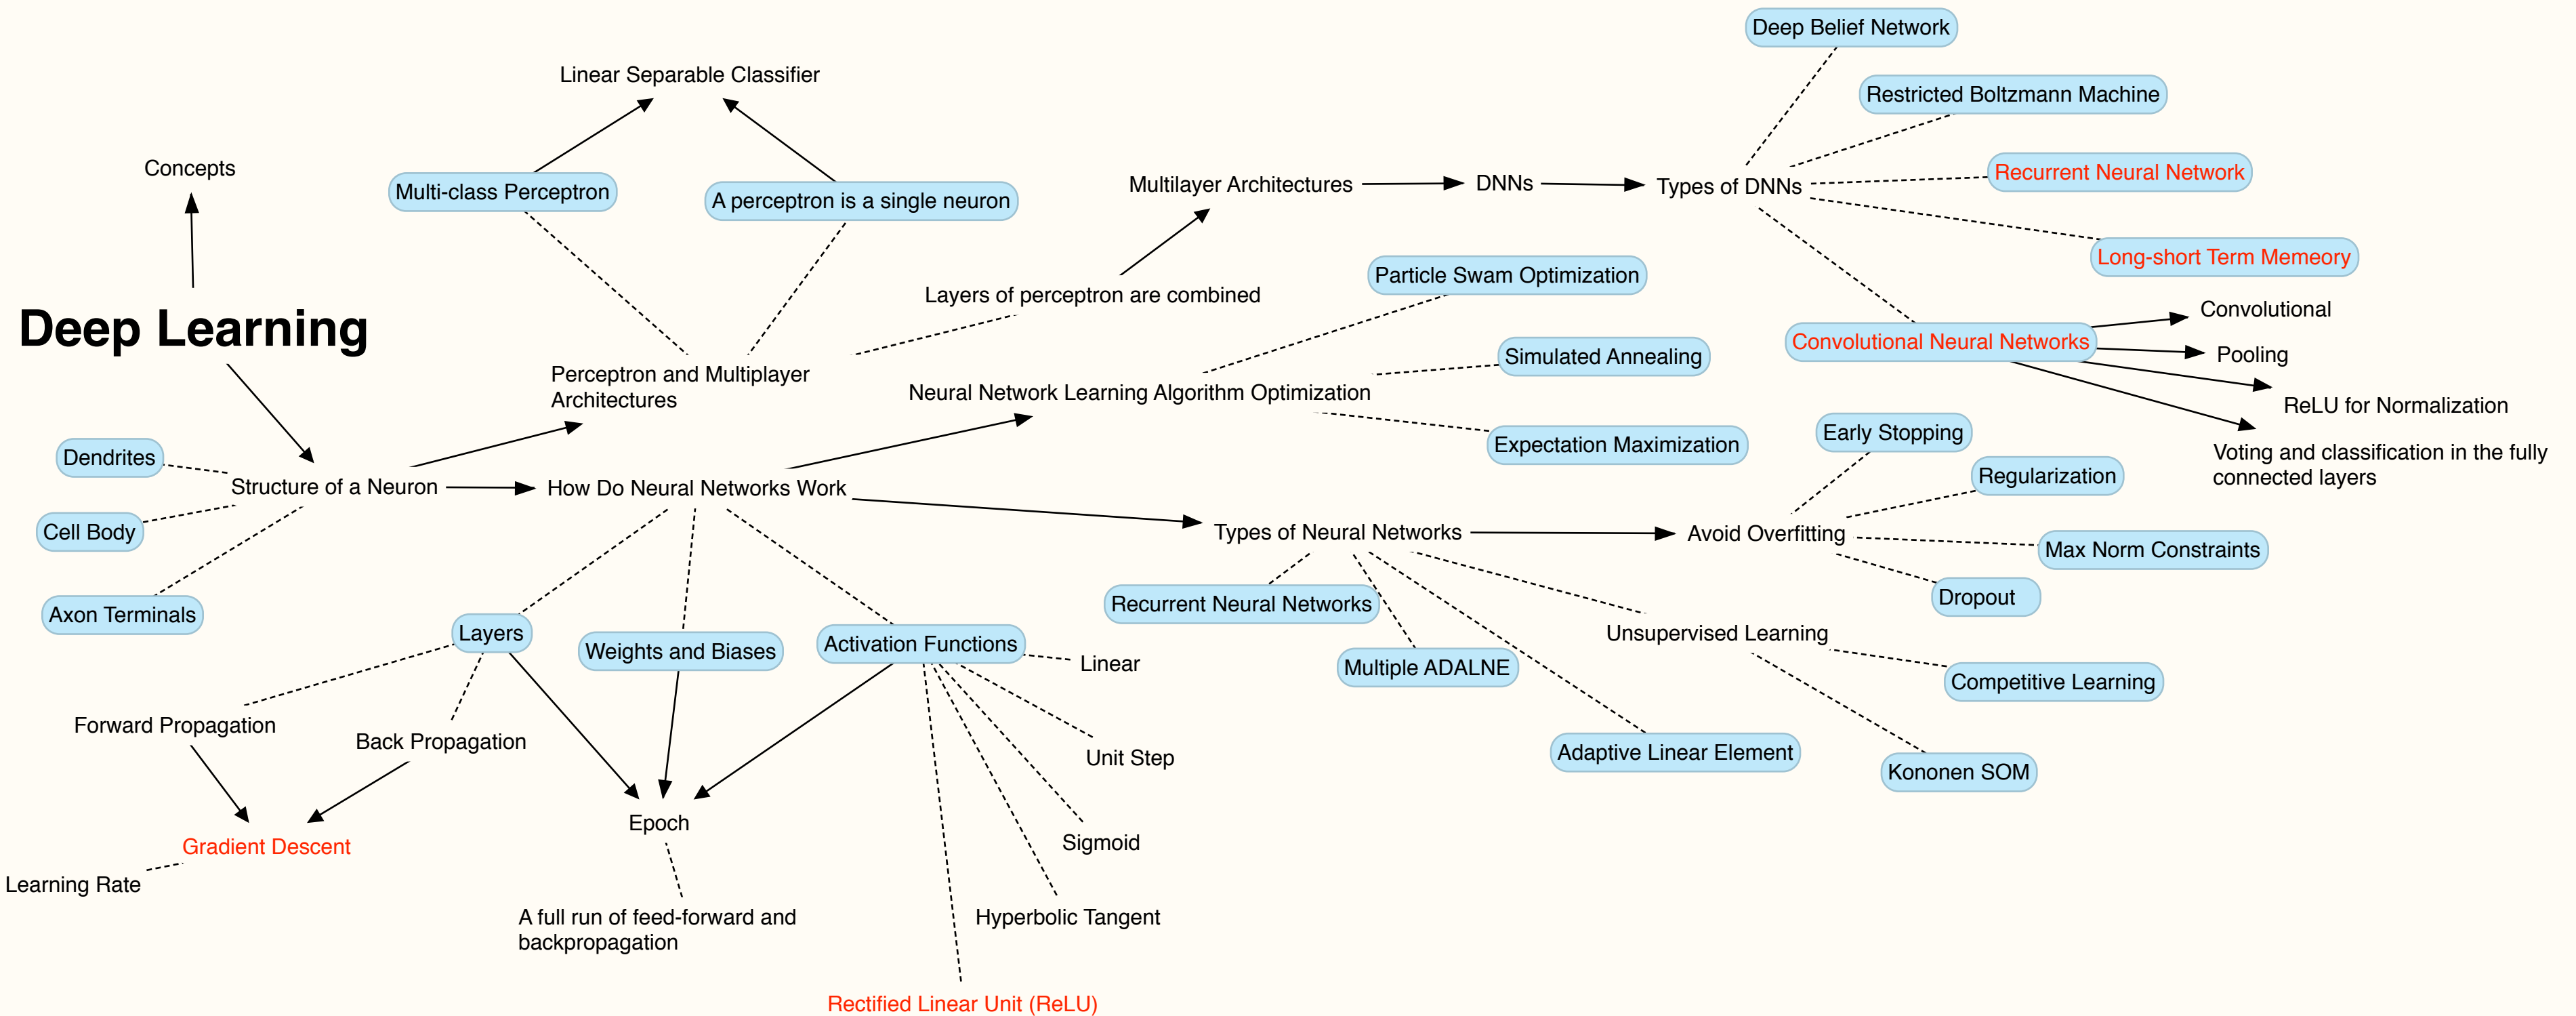 Deep Belief Network
Linear Separable Classifier
Restricted Boltzmann Machine
Concepts
Multi-class Perceptron
A perceptron is a single neuron
Multilayer Architectures
DNNs
Types of DNNs
Recurrent Neural Network
Long-short Term Memeory
Layers of perceptron are combined
Particle Swam Optimization
Deep Learning
Convolutional Neural Networks
Convolutional
Pooling
ReLU for Normalization
Voting and classification in the fully
connected layers
Perceptron and Multiplayer
Architectures
Neural Network Learning Algorithm Optimization
Simulated Annealing
Expectation Maximization
Early Stopping
Regularization
Dendrites
Structure of a Neuron
How Do Neural Networks Work
Cell Body
Types of Neural Networks
Avoid Overfitting
Max Norm Constraints
Dropout
Axon Terminals
Layers
Weights and Biases
Activation Functions
Linear
Recurrent Neural Networks
Multiple ADALNE
Unsupervised Learning
Competitive Learning
Adaptive Linear Element
Kononen SOM
Forward Propagation
Back Propagation
Unit Step
Epoch
Sigmoid
Gradient Descent
Learning Rate
A full run of feed-forward and
backpropagation
Hyperbolic Tangent
Rectified Linear Unit (ReLU)